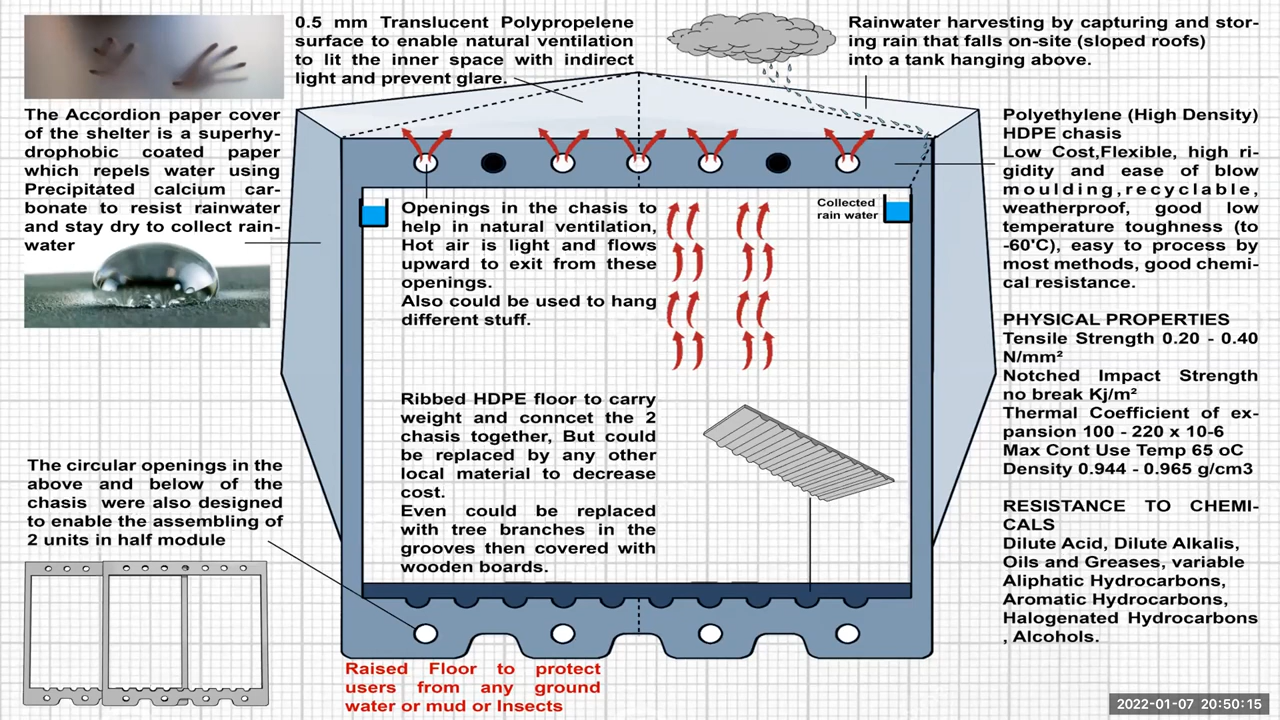 0.5 mm Translucent Polypropelene
surface to enable natural ventilation
to lit the inner space with indirect
light and prevent glare.
Rainwater harvesting by capturing and stor-
ing rain that falls on-site (sloped roofs)
into a tank hanging above.
The Accordion paper cover
of the shelter is a superhy-
drophobic coated paper
which repels water using
Precipitated calcium car-
bonate to resist rainwater
and stay dry to collect rain-
water
Polyethylene (High Density)
HDPE chasis
Low Cost,Flexible, high ri-
gidity and ease of blow
moulding,recyclable,
weatherproof, good low
temperature toughness (to
-60'C), easy to process by
most methods, good chemi-
cal resistance.
PHYSICAL PROPERTIES
Tensile Strength 0.20 - 0.40
N/mm²
Notched Impact Strength
no break Kj/m²
Thermal Coefficient of ex-
pansion 100 - 220 x 10-6
Max Cont Use Temp 65 oC
Density 0.944 - 0.965 g/cm3
RESISTANCE TO CHEMI-
CALS
Dilute Acid, Dilute Alkalis,
Oils and Greases, variable
Aliphatic Hydrocarbons,
Aromatic Hydrocarbons,
Halogenated Hydrocarbons
, Alcohols.
Openings in the chasis to
help in natural ventilation,
Hot air is light and flows
upward to exit from these
openings.
Also could be used to hang
different stuff.
Collected
rain water
Ribbed HDPE floor to carry
weight and conncet the 2
chasis together, But could
be replaced by any other
local material to decrease
cost.
Even could be replaced
with tree branches in the
grooves then covered with
wooden boards.
The circular openings in the
above and below of the
chasis were also designed
to enable the assembling of
2 units in half module
Raised Floor to protect
users from any ground
water or mud or Insects
2022-01-07 20:50:15